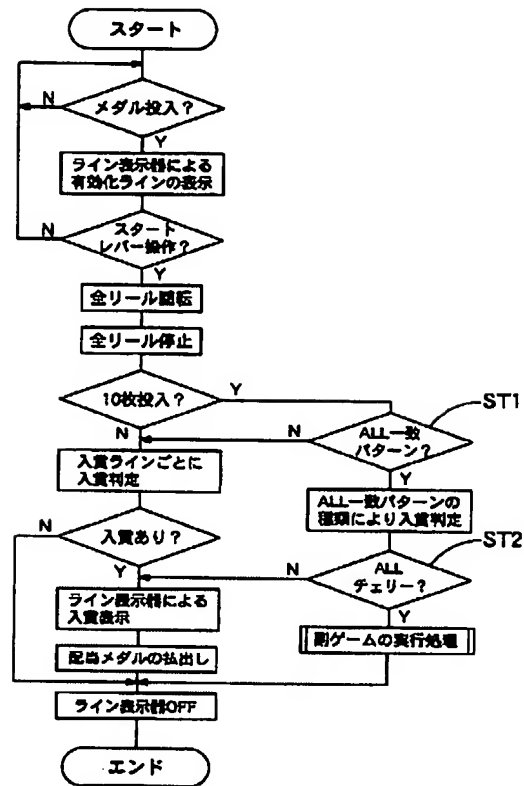 スタート
N
メダル投入？
Y
ライン表示器による
有効化ラインの表示
N
スタート
レバー操作？
Y
全リール回転
全リール停止
10枚投入？
Y
N
ST1
N
ALL一致
パターン？
Y
入賞ラインごとに
入賞判定
ALL一致パターンの
種類により入賞判定
N
入賞あり？
Y
ST2
N
ALL
チェリー？
Y
ライン表示器による
入賞表示
副ゲームの実行処理
配当メダルの払出し
ライン表示器OFF
エンド